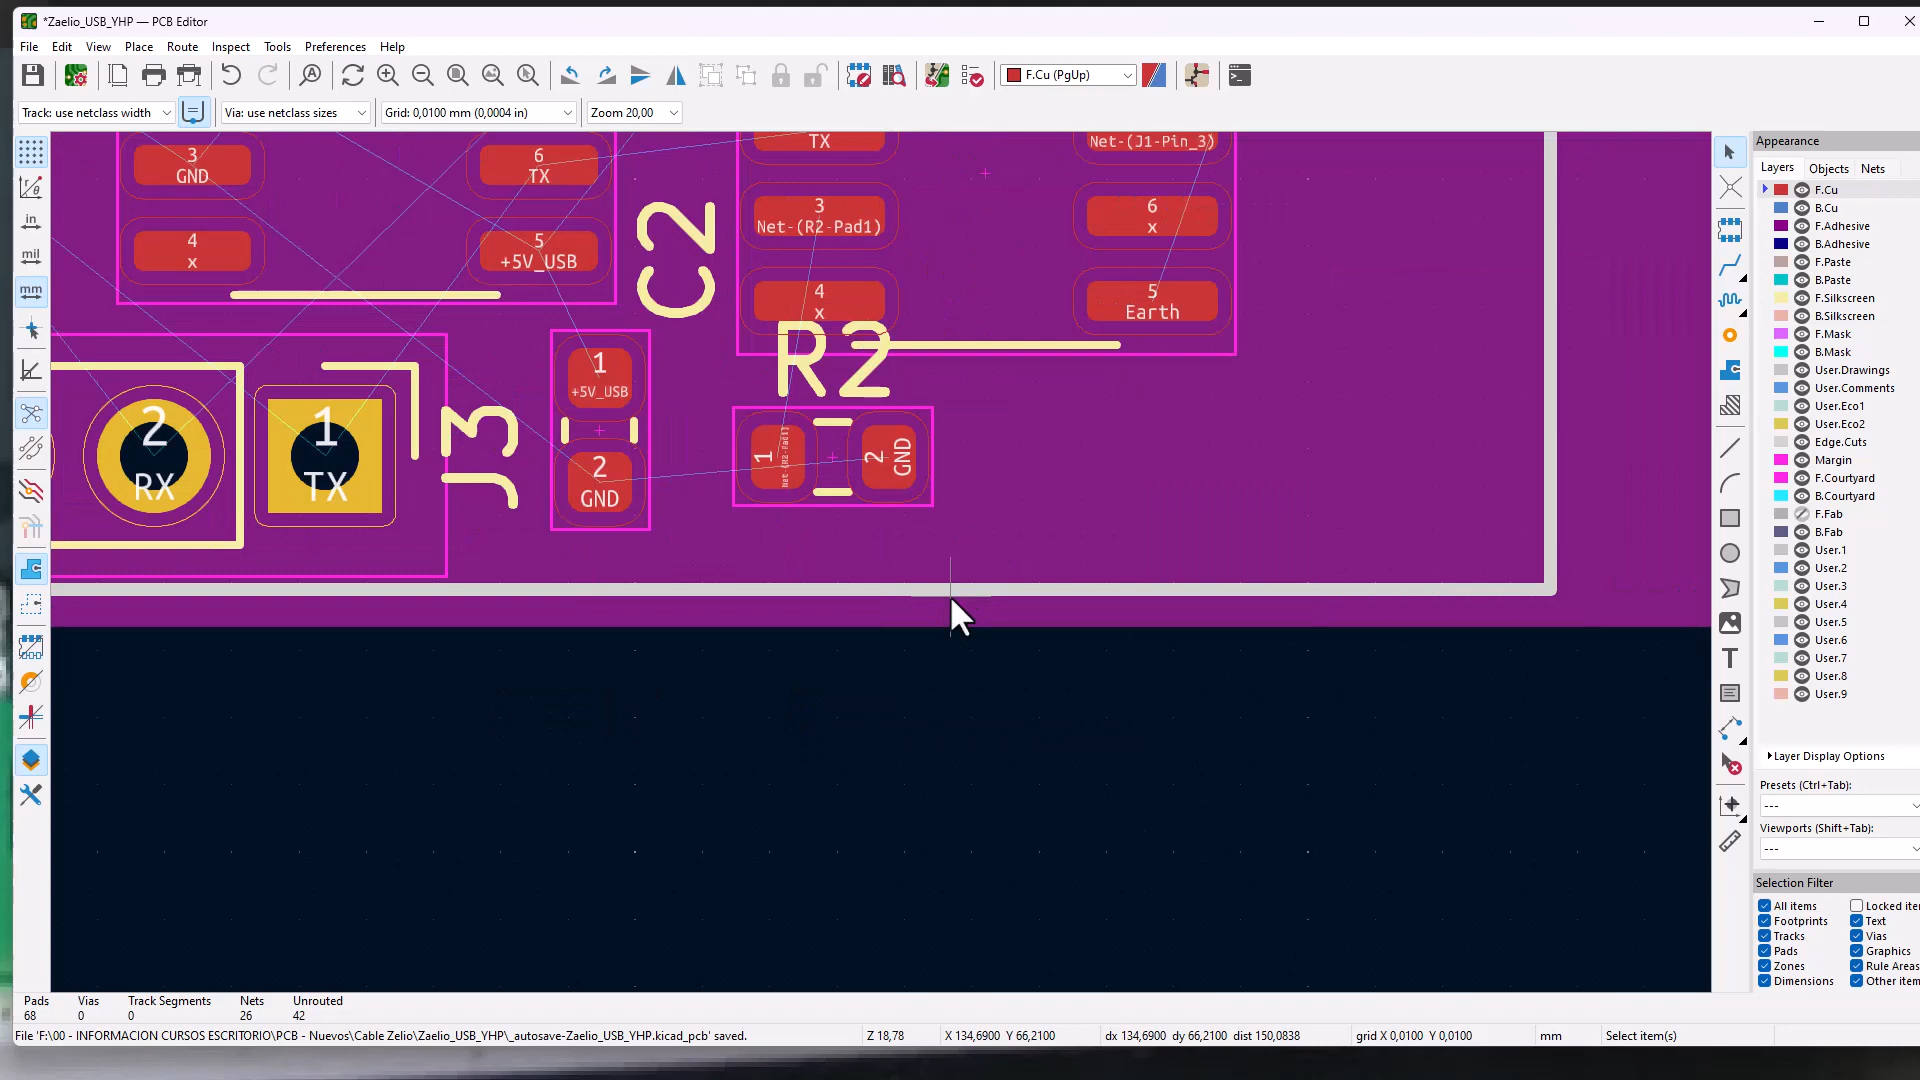 *Zaelio_USB_YHP — PCB Editor
File Edit View Place Route Inspect Tools Preferences Help
F.Cu (PgUp)
Track: use netclass width Via: use netclass sizes Grid: 0,0100 mm (0,0004 in) Zoom 20,00
in
mil
mm
3
GND
6
TX
4
x
5
+5V_USB
C2
TX
Net-(J1-Pin_3)
3
Net-(R2-Pad1)
6
x
4
x
5
Earth
R2
1
+5V_USB
2
GND
1
Net-(R2-Pad1)
2
GND
2
RX
1
TX
J3
Appearance
Layers Objects Nets
F.Cu
B.Cu
F.Adhesive
B.Adhesive
F.Paste
B.Paste
F.Silkscreen
B.Silkscreen
F.Mask
B.Mask
User.Drawings
User.Comments
User.Eco1
User.Eco2
Edge.Cuts
Margin
F.Courtyard
B.Courtyard
F.Fab
B.Fab
User.1
User.2
User.3
User.4
User.5
User.6
User.7
User.8
User.9
Layer Display Options
Presets (Ctrl+Tab):
---
Viewports (Shift+Tab):
---
Selection Filter
All items Locked iter
Footprints Text
Tracks Vias
Pads Graphics
Zones Rule Areas
Dimensions Other item
Pads Vias Track Segments Nets Unrouted
68 0 0 26 42
File 'F:\00 - INFORMACION CURSOS ESCRITORIO\PCB - Nuevos\Cable Zelio\Zaelio_USB_YHP\_autosave-Zaelio_USB_YHP.kicad_pcb' saved. Z 18,78 X 134,6900 Y 66,2100 dx 134,6900 dy 66,2100 dist 150,0838 grid X 0,0100 Y 0,0100 mm Select item(s)